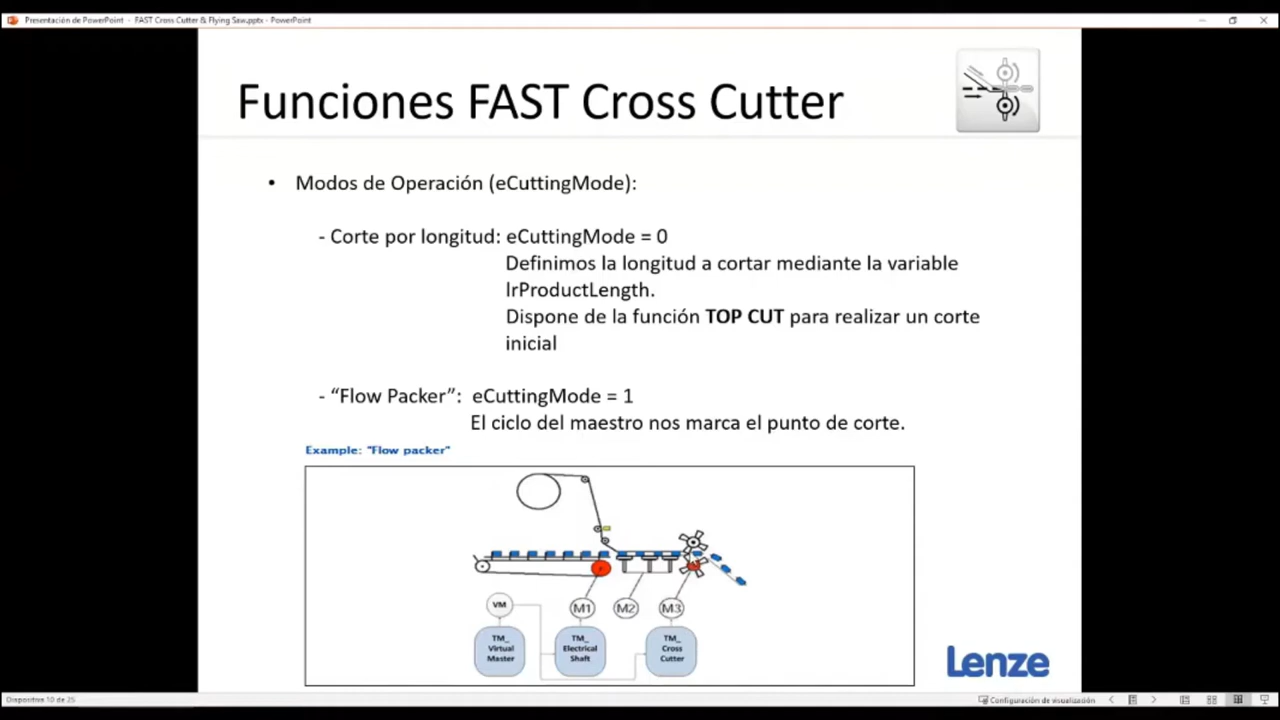 Presentación de PowerPoint - FAST Cross Cutter & Flying Saw.pptx - PowerPoint
Funciones FAST Cross Cutter
• Modos de Operación (eCuttingMode):
- Corte por longitud: eCuttingMode = 0
Definimos la longitud a cortar mediante la variable
lrProductLength.
Dispone de la función TOP CUT para realizar un corte
inicial
- “Flow Packer”: eCuttingMode = 1
El ciclo del maestro nos marca el punto de corte.
Example: "Flow packer"
VM
M1
M2
M3
TM_
Virtual
Master
TM_
Electrical
Shaft
TM_
Cross
Cutter
Lenze
Diapositiva 10 de 25
Configuración de visualización